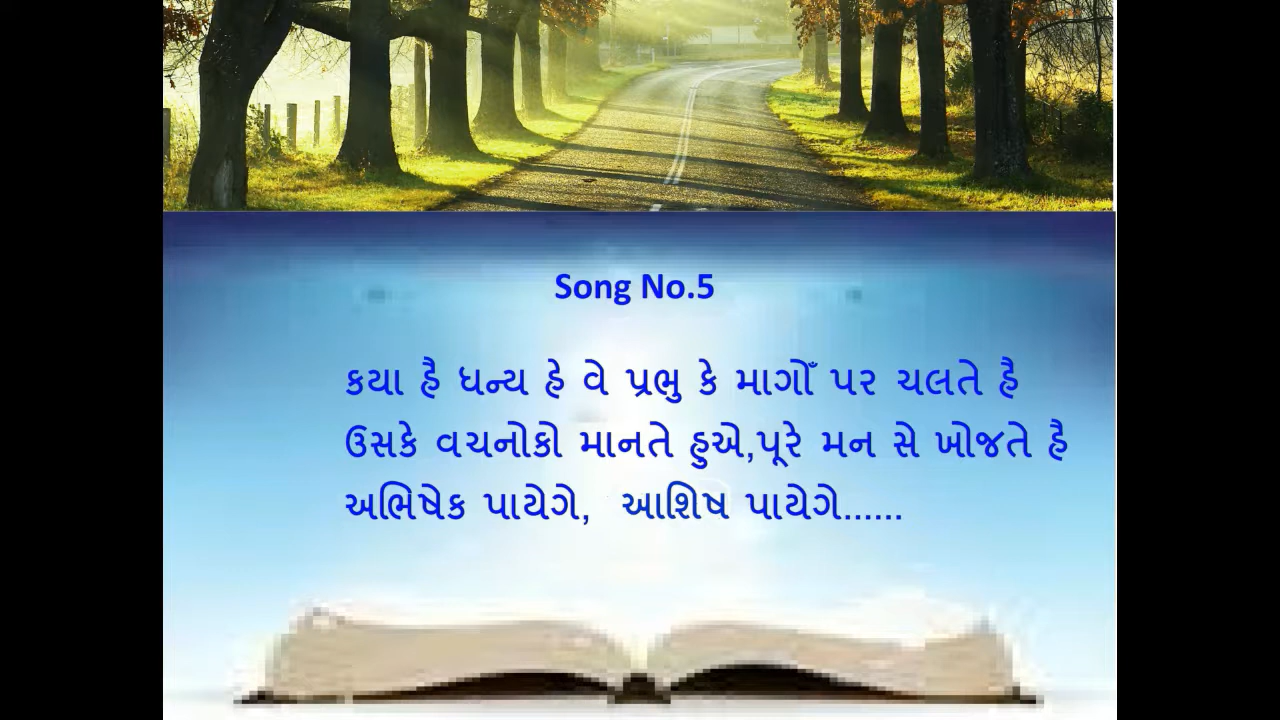 Song No.5
કયા હૈ ધન્ય હે વે પ્રભુ કે માગોઁ પર ચલતે હૈ
ઉસકે વચનોકો માનતે હુએ,પૂરે મન સે ખોજતે હૈ
અભિષેક પાયેગે, આશિષ પાયેગે......